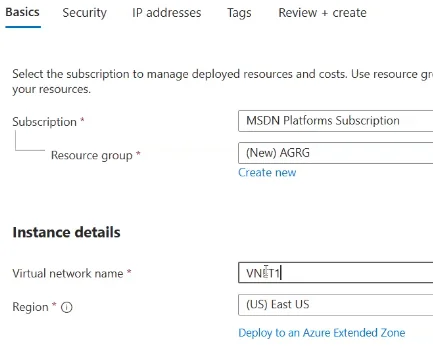 Basics Security IP addresses Tags Review + create
Select the subscription to manage deployed resources and costs. Use resource gr
your resources.
Subscription * MSDN Platforms Subscription
Resource group * (New) AGRG
Create new
Instance details
Virtual network name * VNET1
Region * (US) East US
Deploy to an Azure Extended Zone